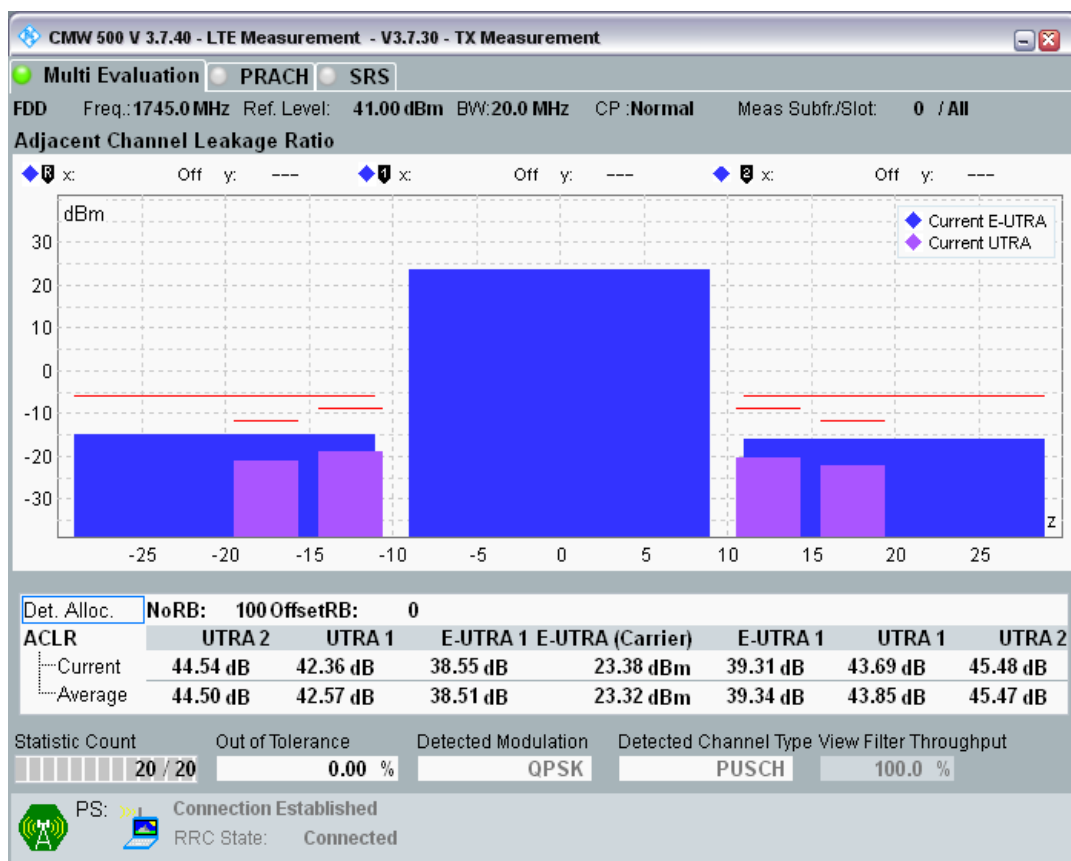 CMW 500 V 3.7.40 - LTE Measurement - V3.7.30 - TX Measurement
Multi Evaluation PRACH SRS
FDD Freq.: 1745.0 MHz Ref. Level: 41.00 dBm BW: 20.0 MHz CP : Normal Meas Subfr./Slot: 0 / All
Adjacent Channel Leakage Ratio
R x: Off y: --- 1 x: Off y: --- 2 x: Off y: ---
dBm
Current E-UTRA
Current UTRA
30
20
10
0
-10
-20
-30
z
-25 -20 -15 -10 -5 0 5 10 15 20 25
Det. Alloc. NoRB: 100 OffsetRB: 0
ACLR UTRA 2 UTRA 1 E-UTRA 1 E-UTRA (Carrier) E-UTRA 1 UTRA 1 UTRA 2
Current 44.54 dB 42.36 dB 38.55 dB 23.38 dBm 39.31 dB 43.69 dB 45.48 dB
Average 44.50 dB 42.57 dB 38.51 dB 23.32 dBm 39.34 dB 43.85 dB 45.47 dB
Statistic Count Out of Tolerance Detected Modulation Detected Channel Type View Filter Throughput
20 / 20 0.00 % QPSK PUSCH 100.0 %
PS: Connection Established
RRC State: Connected